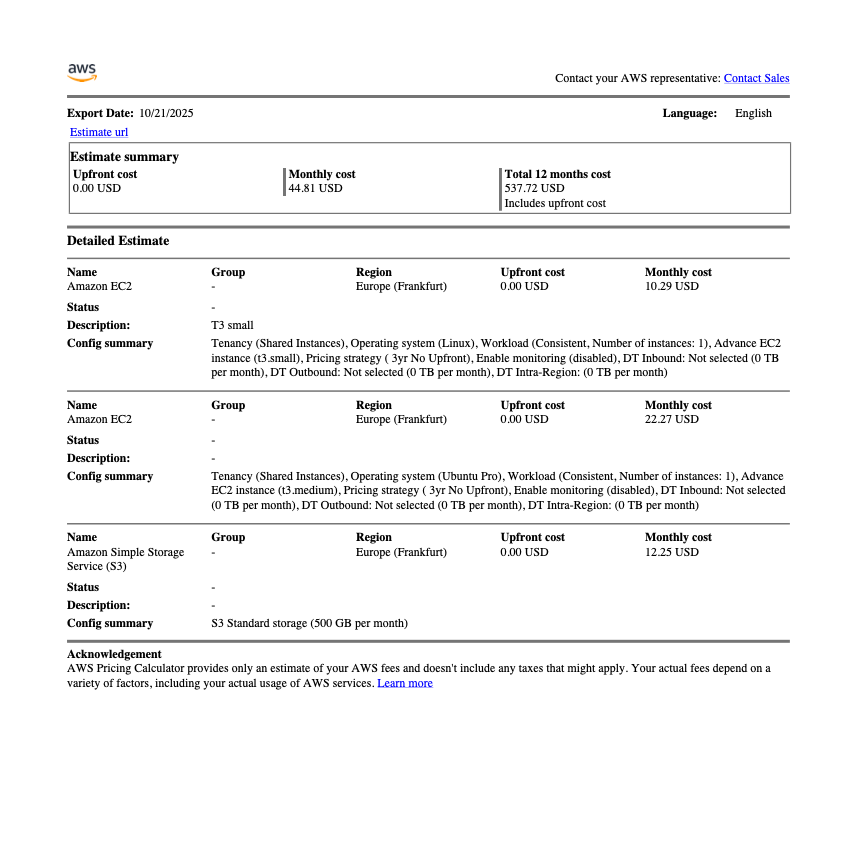 aws
Contact your AWS representative: Contact Sales
Export Date: 10/21/2025 Language: English
Estimate url
Estimate summary
Upfront cost Monthly cost Total 12 months cost
0.00 USD 44.81 USD 537.72 USD
Includes upfront cost
Detailed Estimate
Name Group Region Upfront cost Monthly cost
Amazon EC2 - Europe (Frankfurt) 0.00 USD 10.29 USD
Status -
Description: T3 small
Config summary Tenancy (Shared Instances), Operating system (Linux), Workload (Consistent, Number of instances: 1), Advance EC2
instance (t3.small), Pricing strategy ( 3yr No Upfront), Enable monitoring (disabled), DT Inbound: Not selected (0 TB
per month), DT Outbound: Not selected (0 TB per month), DT Intra-Region: (0 TB per month)
Name Group Region Upfront cost Monthly cost
Amazon EC2 - Europe (Frankfurt) 0.00 USD 22.27 USD
Status -
Description: -
Config summary Tenancy (Shared Instances), Operating system (Ubuntu Pro), Workload (Consistent, Number of instances: 1), Advance
EC2 instance (t3.medium), Pricing strategy ( 3yr No Upfront), Enable monitoring (disabled), DT Inbound: Not selected
(0 TB per month), DT Outbound: Not selected (0 TB per month), DT Intra-Region: (0 TB per month)
Name Group Region Upfront cost Monthly cost
Amazon Simple Storage - Europe (Frankfurt) 0.00 USD 12.25 USD
Service (S3)
Status -
Description: -
Config summary S3 Standard storage (500 GB per month)
Acknowledgement
AWS Pricing Calculator provides only an estimate of your AWS fees and doesn't include any taxes that might apply. Your actual fees depend on a
variety of factors, including your actual usage of AWS services. Learn more